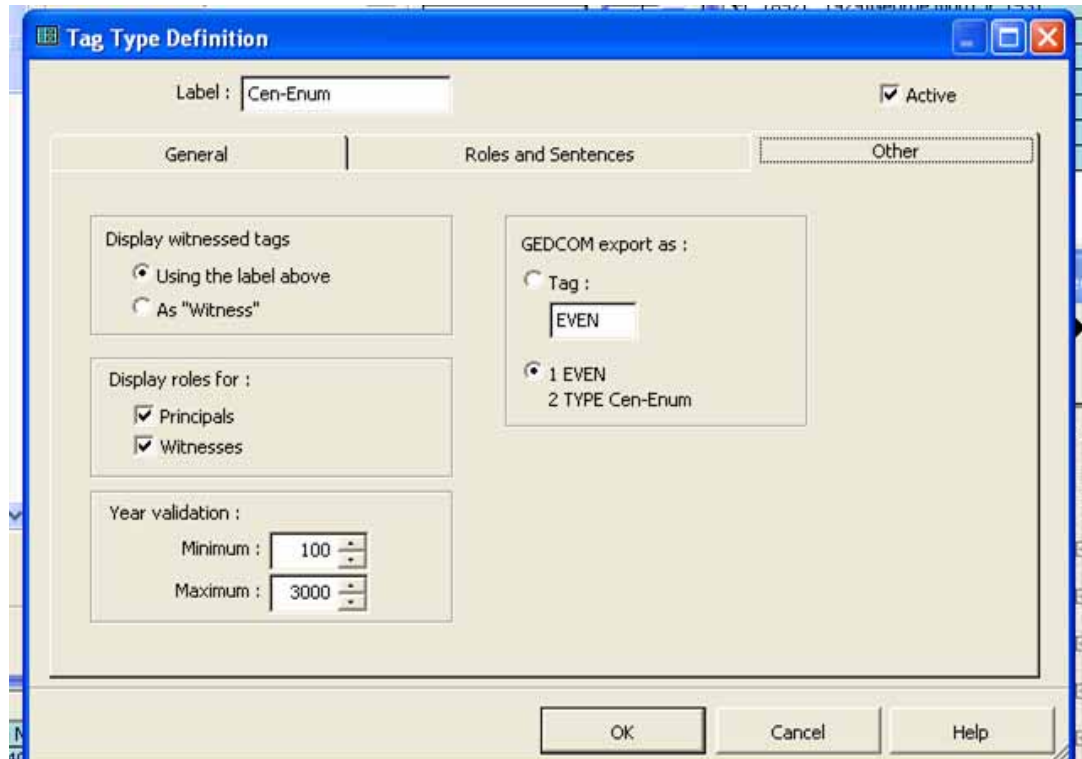 Tag Type Definition
Label : Cen-Enum
Active
General
Roles and Sentences
Other
Display witnessed tags
Using the label above
As "Witness"
Display roles for :
Principals
Witnesses
Year validation :
Minimum : 100
Maximum : 3000
GEDCOM export as :
Tag :
EVEN
1 EVEN
2 TYPE Cen-Enum
OK
Cancel
Help